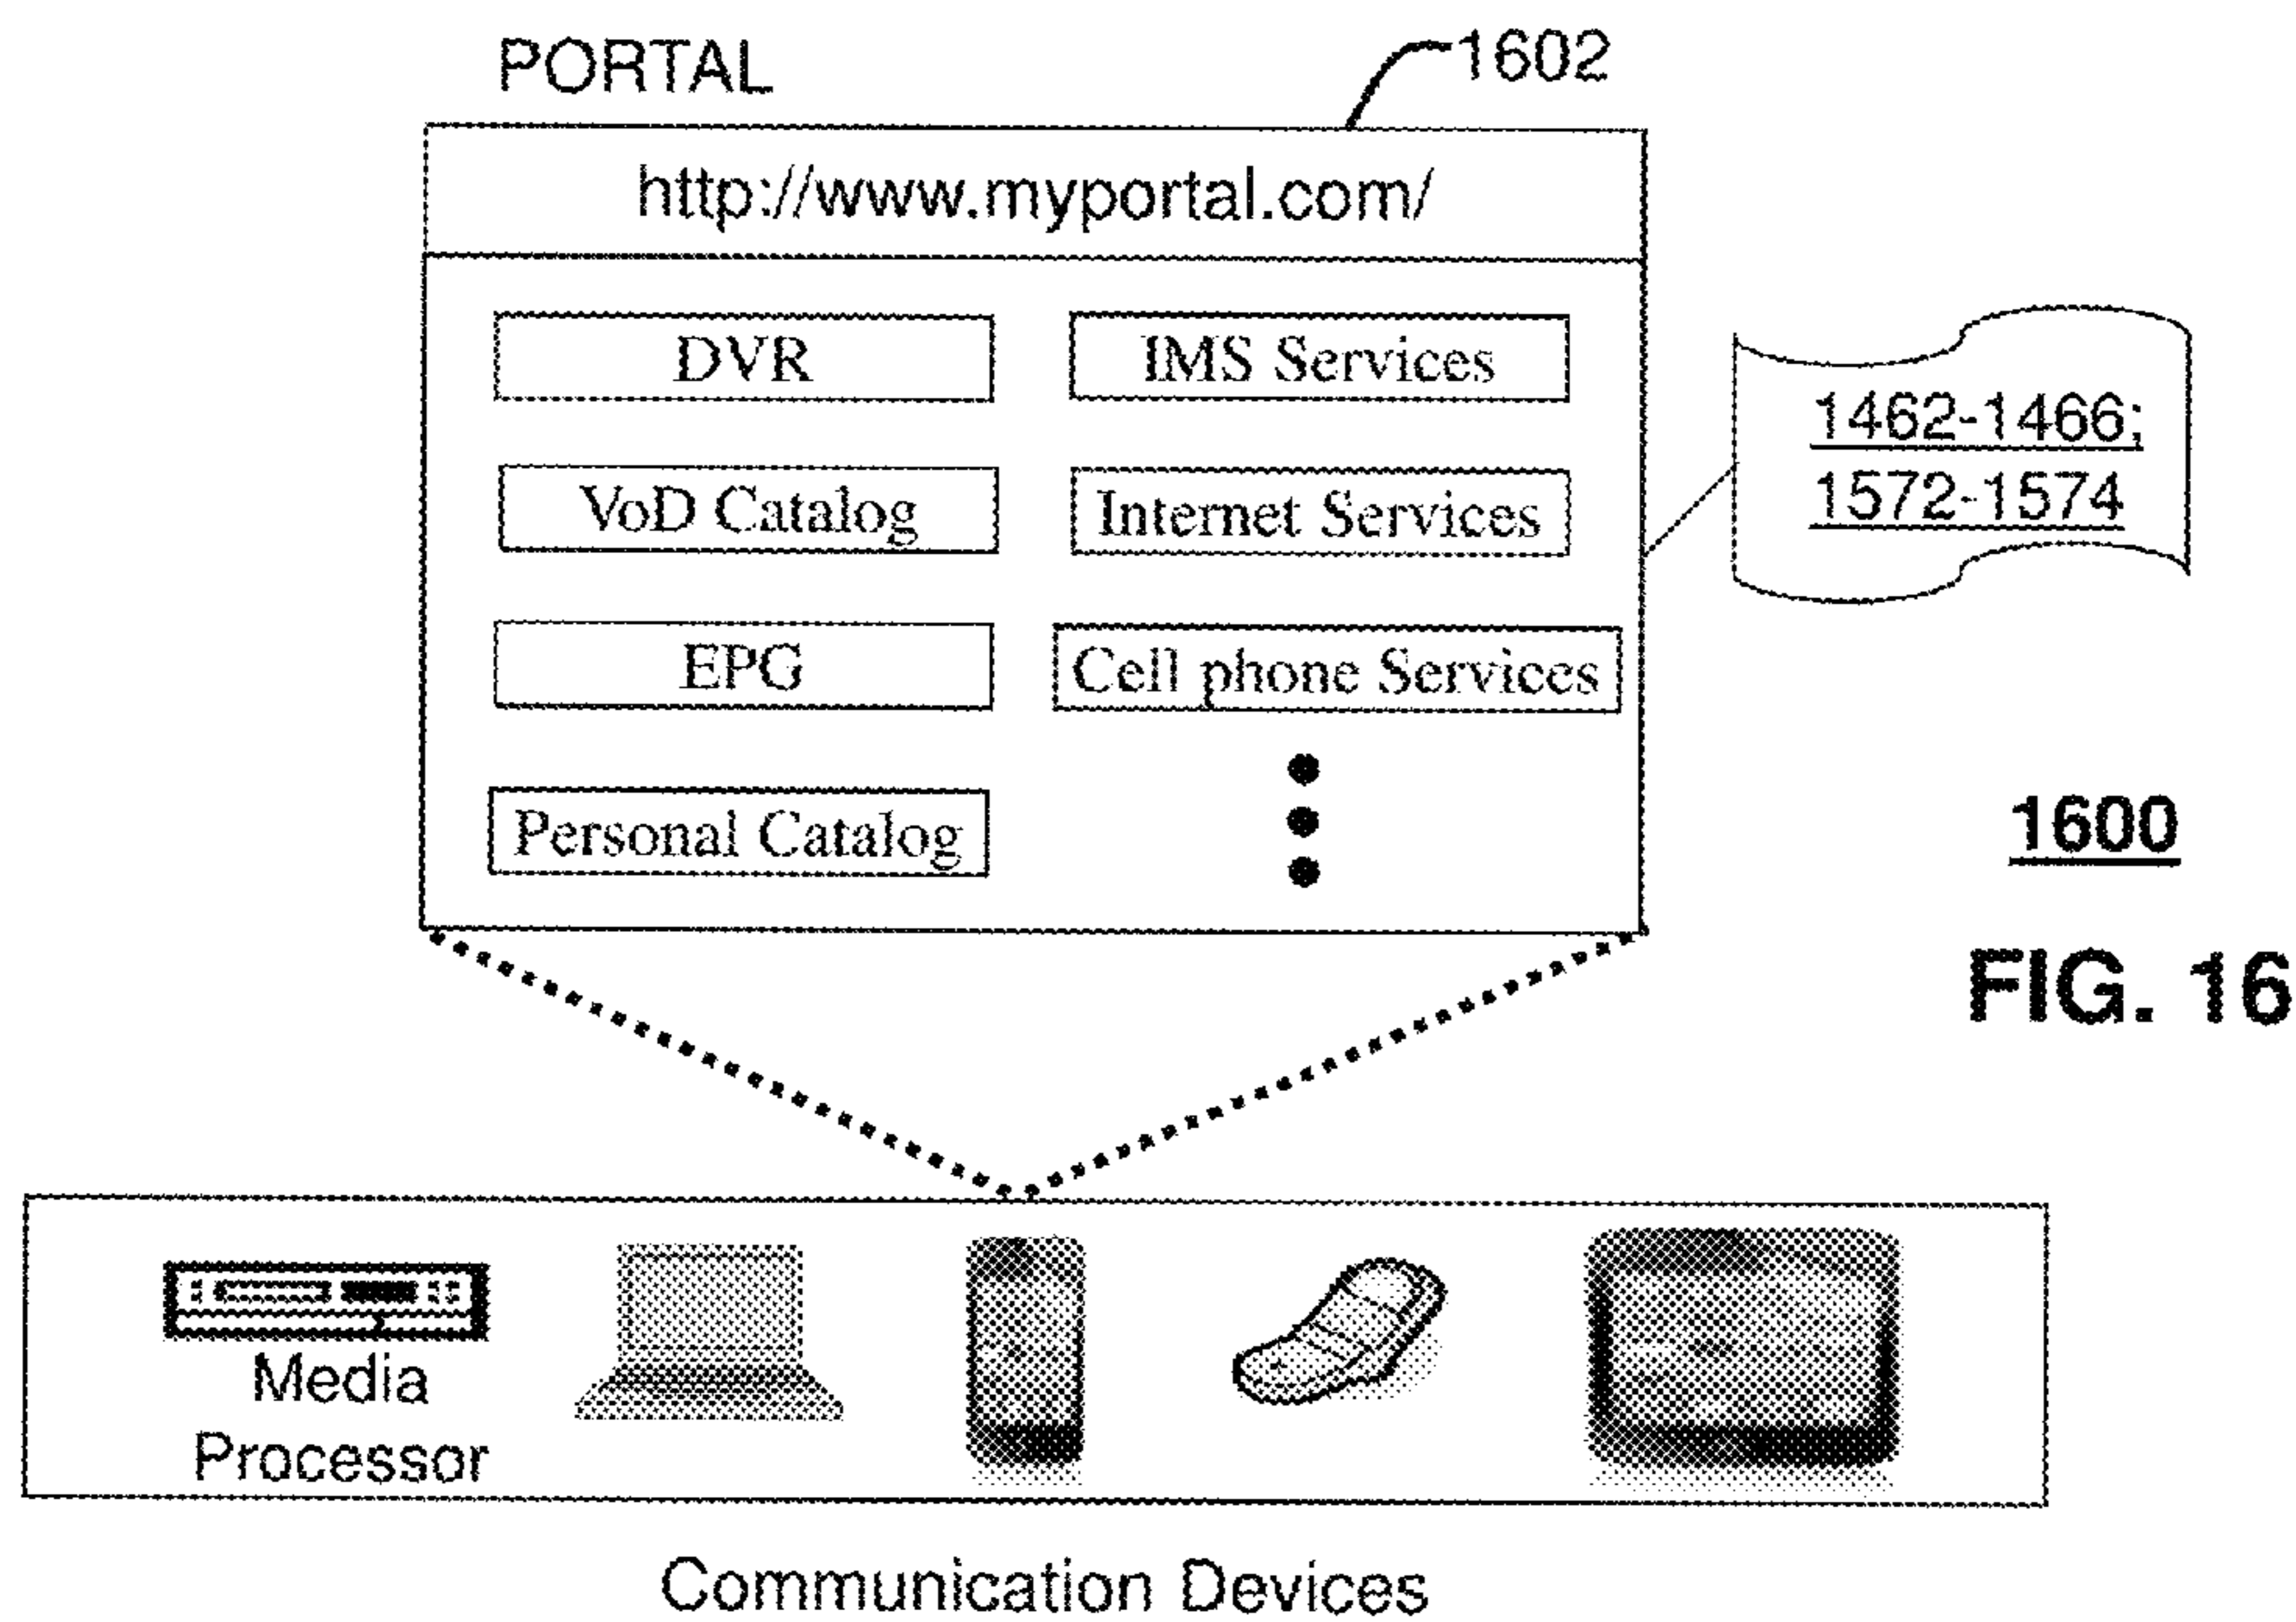 PORTAL
1602
http://www.myportal.com/
DVR
IMS Services
VoD Catalog
Internet Services
EPG
Cell phone Services
Personal Catalog
1462-1466;
1572-1574
1600
FIG. 16
Media
Processor
Communication Devices